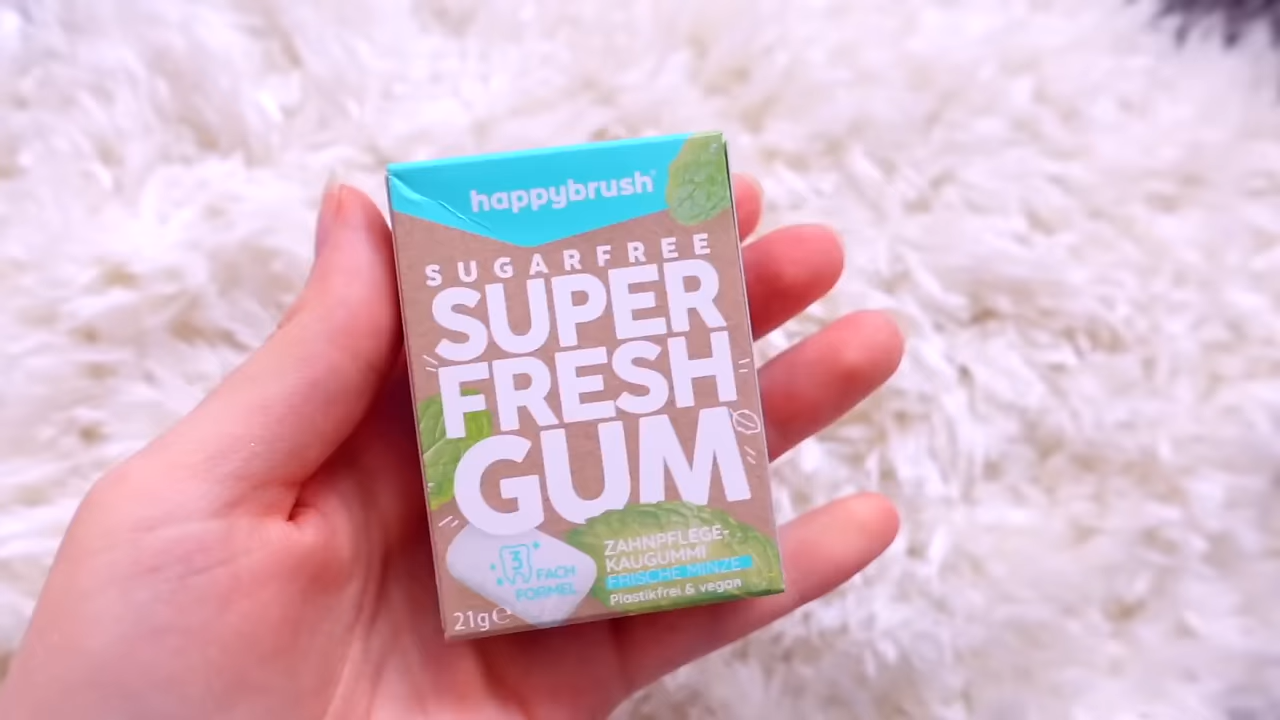 happybrush
SUGARFREE
SUPER
FRESH
GUM
3
FACH
FORMEL
ZAHNPFLEGE-
KAUGUMMI
FRISCHE MINZE
Plastikfrei & vegan
21g℮